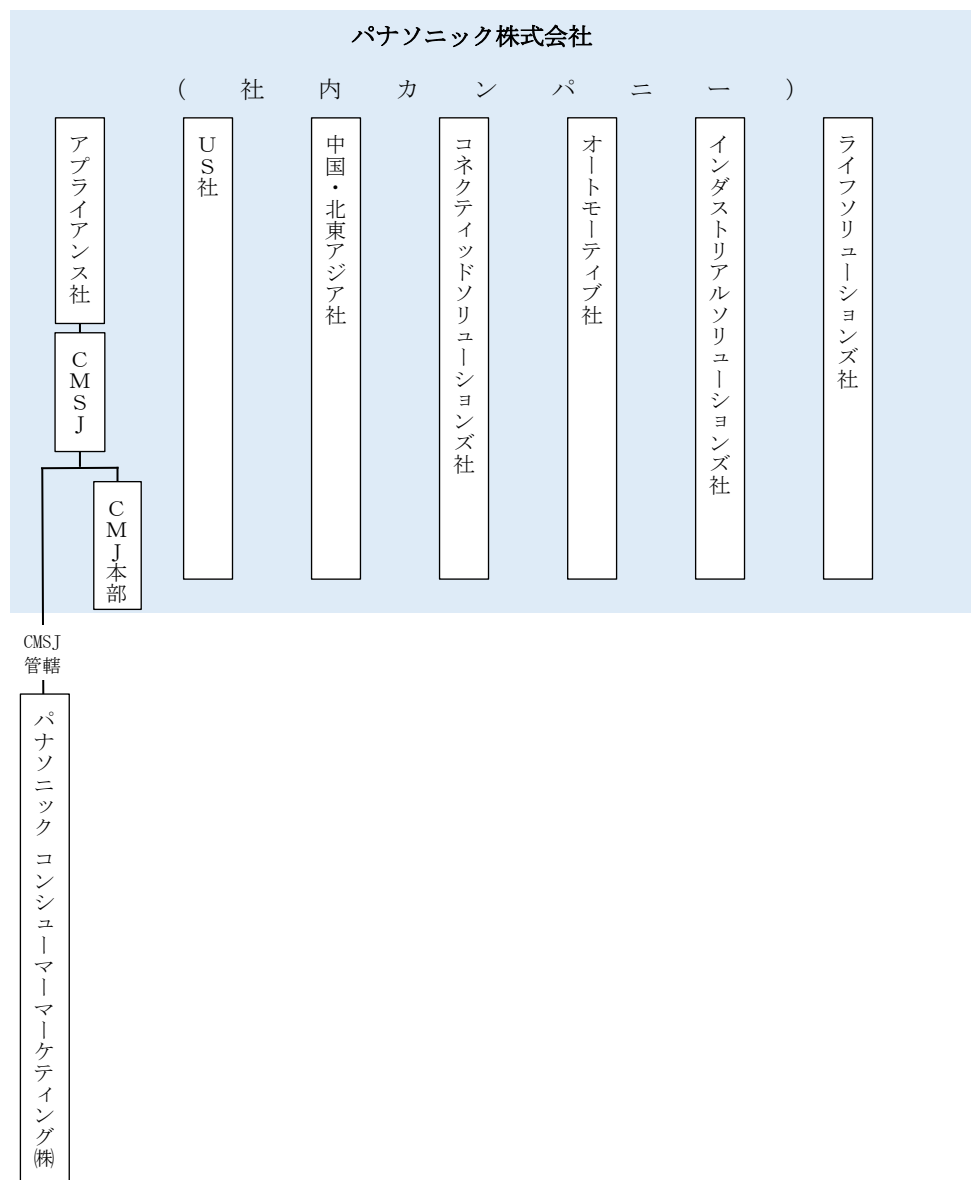 パナソニック株式会社
(社内カンパニー)
アプライアンス社
US社
中国・北東アジア社
コネクティッドソリューションズ社
オートモーティブ社
インダストリアルソリューションズ社
ライフソリューションズ社
CMSJ
CMJ本部
CMSJ
管轄
パナソニック コンシューマーマーケティング㈱